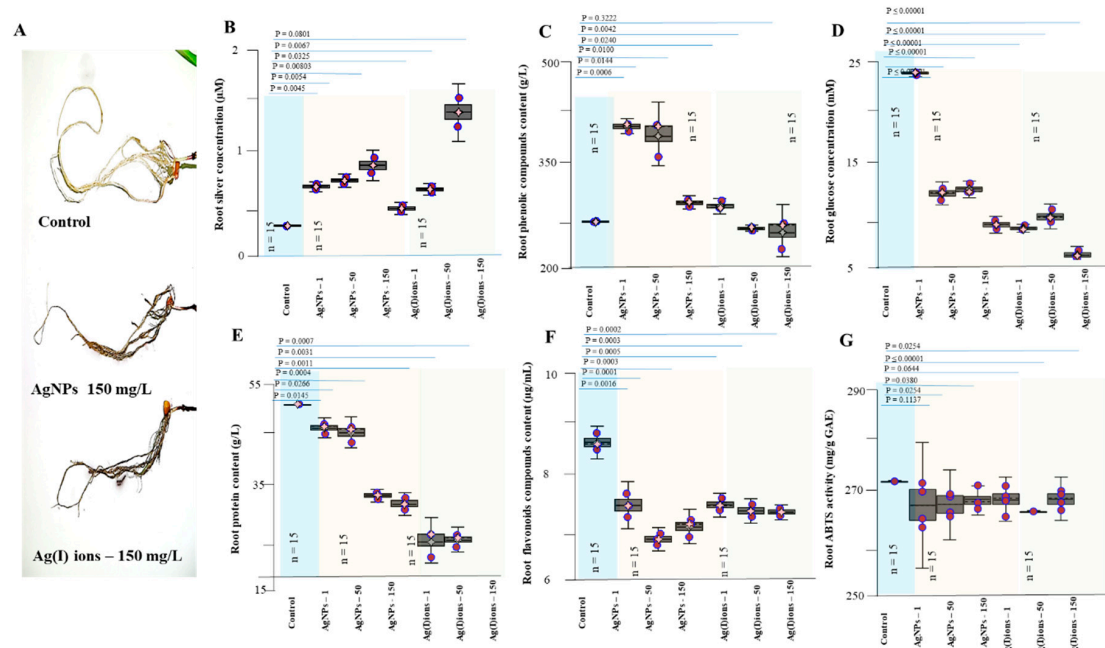 A
Control
AgNPs 150 mg/L
Ag(I) ions – 150 mg/L
B
P = 0.0801
P = 0.0067
P = 0.0325
P = 0.00803
P = 0.0054
P = 0.0045
Root silver concentration (µM)
2
1
0
n = 15
n = 15
n = 15
Control
AgNPs – 1
AgNPs – 50
AgNPs - 150
Ag(I)ions – 1
Ag(I)ions – 50
Ag(I)ions – 150
C
P = 0.3222
P = 0.0042
P = 0.0240
P = 0.0100
P = 0.0144
P = 0.0006
Root phenolic compounds content (g/L)
500
350
200
n = 15
n = 15
n = 15
Control
AgNPs – 1
AgNPs – 50
AgNPs - 150
Ag(I)ions – 1
Ag(I)ions – 50
Ag(I)ions – 150
D
P ≤ 0.00001
P ≤ 0.00001
P ≤ 0.00001
P ≤ 0.00001
P ≤ 0.00001
Root glucose concentration (mM)
25
15
5
n = 15
n = 15
n = 15
Control
AgNPs – 1
AgNPs – 50
AgNPs – 150
Ag(I)ions – 1
Ag(I)ions – 50
Ag(I)ions – 150
E
P = 0.0007
P = 0.0031
P = 0.0011
P = 0.0004
P = 0.0266
P = 0.0145
Root protein content (g/L)
55
35
15
n = 15
n = 15
n = 15
Control
AgNPs – 1
AgNPs – 50
AgNPs - 150
Ag(I)ions – 1
Ag(I)ions – 50
Ag(I)ions – 150
F
P = 0.0002
P = 0.0003
P = 0.0005
P = 0.0003
P = 0.0001
P = 0.0016
Root flavonoids compounds content (µg/mL)
10
8
6
n = 15
n = 15
n = 15
Control
AgNPs – 1
AgNPs – 50
AgNPs - 150
Ag(I)ions – 1
Ag(I)ions – 50
Ag(I)ions – 150
G
P = 0.0254
P ≤ 0.00001
P = 0.0644
P =0.0380
P = 0.0254
P = 0.1137
Root ABTS activity (mg/g GAE)
290
270
250
n = 15
n = 15
n = 15
Control
AgNPs – 1
AgNPs – 50
AgNPs - 150
Ag(I)ions – 1
Ag(I)ions – 50
Ag(I)ions – 150